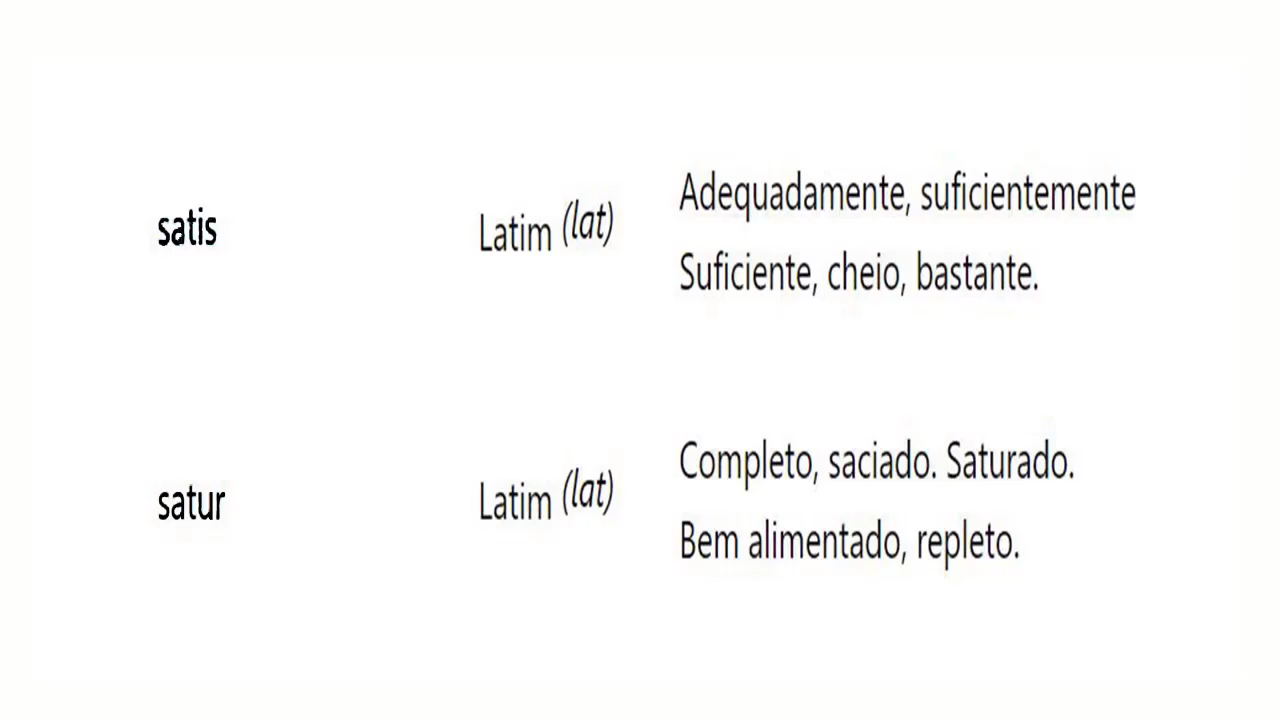 satis Latim (lat) Adequadamente, suficientemente
Suficiente, cheio, bastante.
satur Latim (lat) Completo, saciado. Saturado.
Bem alimentado, repleto.